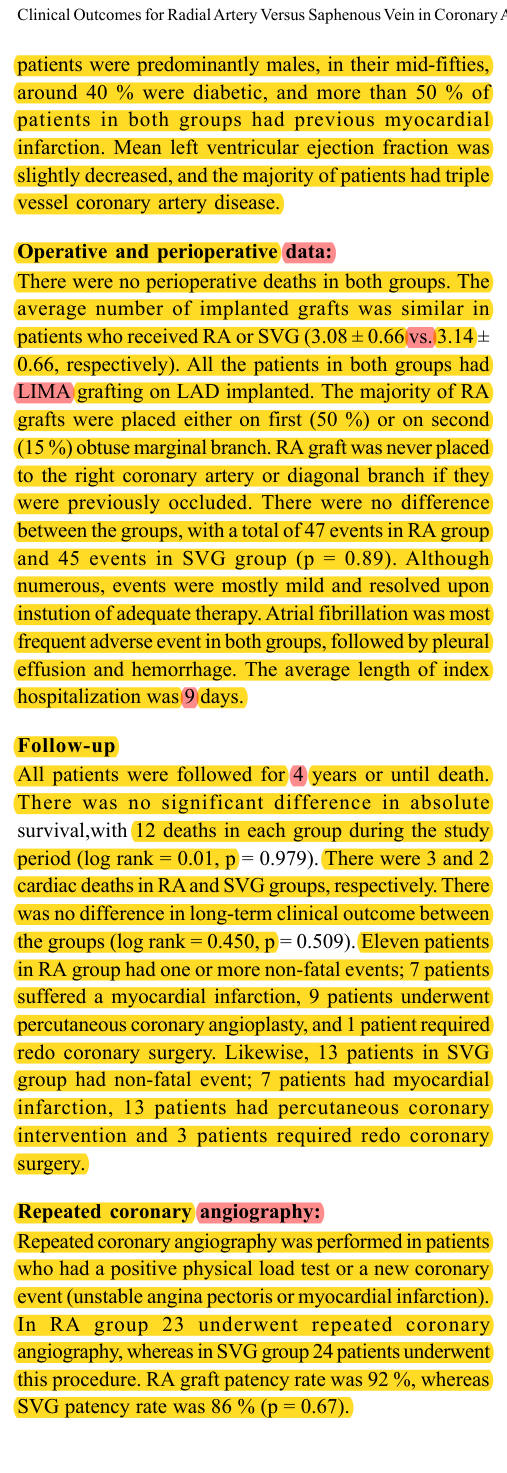 Clinical Outcomes for Radial Artery Versus Saphenous Vein in Coronary A
patients were predominantly males, in their mid-fifties,
around 40 % were diabetic, and more than 50 % of
patients in both groups had previous myocardial
infarction. Mean left ventricular ejection fraction was
slightly decreased, and the majority of patients had triple
vessel coronary artery disease.
Operative and perioperative data:
There were no perioperative deaths in both groups. The
average number of implanted grafts was similar in
patients who received RA or SVG (3.08 ± 0.66 vs. 3.14 ±
0.66, respectively). All the patients in both groups had
LIMA grafting on LAD implanted. The majority of RA
grafts were placed either on first (50 %) or on second
(15 %) obtuse marginal branch. RA graft was never placed
to the right coronary artery or diagonal branch if they
were previously occluded. There were no difference
between the groups, with a total of 47 events in RA group
and 45 events in SVG group (p = 0.89). Although
numerous, events were mostly mild and resolved upon
instution of adequate therapy. Atrial fibrillation was most
frequent adverse event in both groups, followed by pleural
effusion and hemorrhage. The average length of index
hospitalization was 9 days.
Follow-up
All patients were followed for 4 years or until death.
There was no significant difference in absolute
survival,with 12 deaths in each group during the study
period (log rank = 0.01, p = 0.979). There were 3 and 2
cardiac deaths in RA and SVG groups, respectively. There
was no difference in long-term clinical outcome between
the groups (log rank = 0.450, p = 0.509). Eleven patients
in RA group had one or more non-fatal events; 7 patients
suffered a myocardial infarction, 9 patients underwent
percutaneous coronary angioplasty, and 1 patient required
redo coronary surgery. Likewise, 13 patients in SVG
group had non-fatal event; 7 patients had myocardial
infarction, 13 patients had percutaneous coronary
intervention and 3 patients required redo coronary
surgery.
Repeated coronary angiography:
Repeated coronary angiography was performed in patients
who had a positive physical load test or a new coronary
event (unstable angina pectoris or myocardial infarction).
In RA group 23 underwent repeated coronary
angiography, whereas in SVG group 24 patients underwent
this procedure. RA graft patency rate was 92 %, whereas
SVG patency rate was 86 % (p = 0.67).